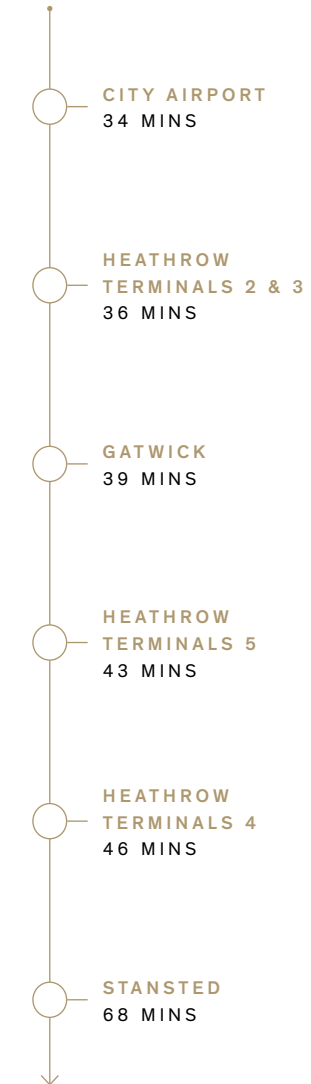 CITY AIRPORT
34 MINS
HEATHROW
TERMINALS 2 & 3
36 MINS
GATWICK
39 MINS
HEATHROW
TERMINALS 5
43 MINS
HEATHROW
TERMINALS 4
46 MINS
STANSTED
68 MINS